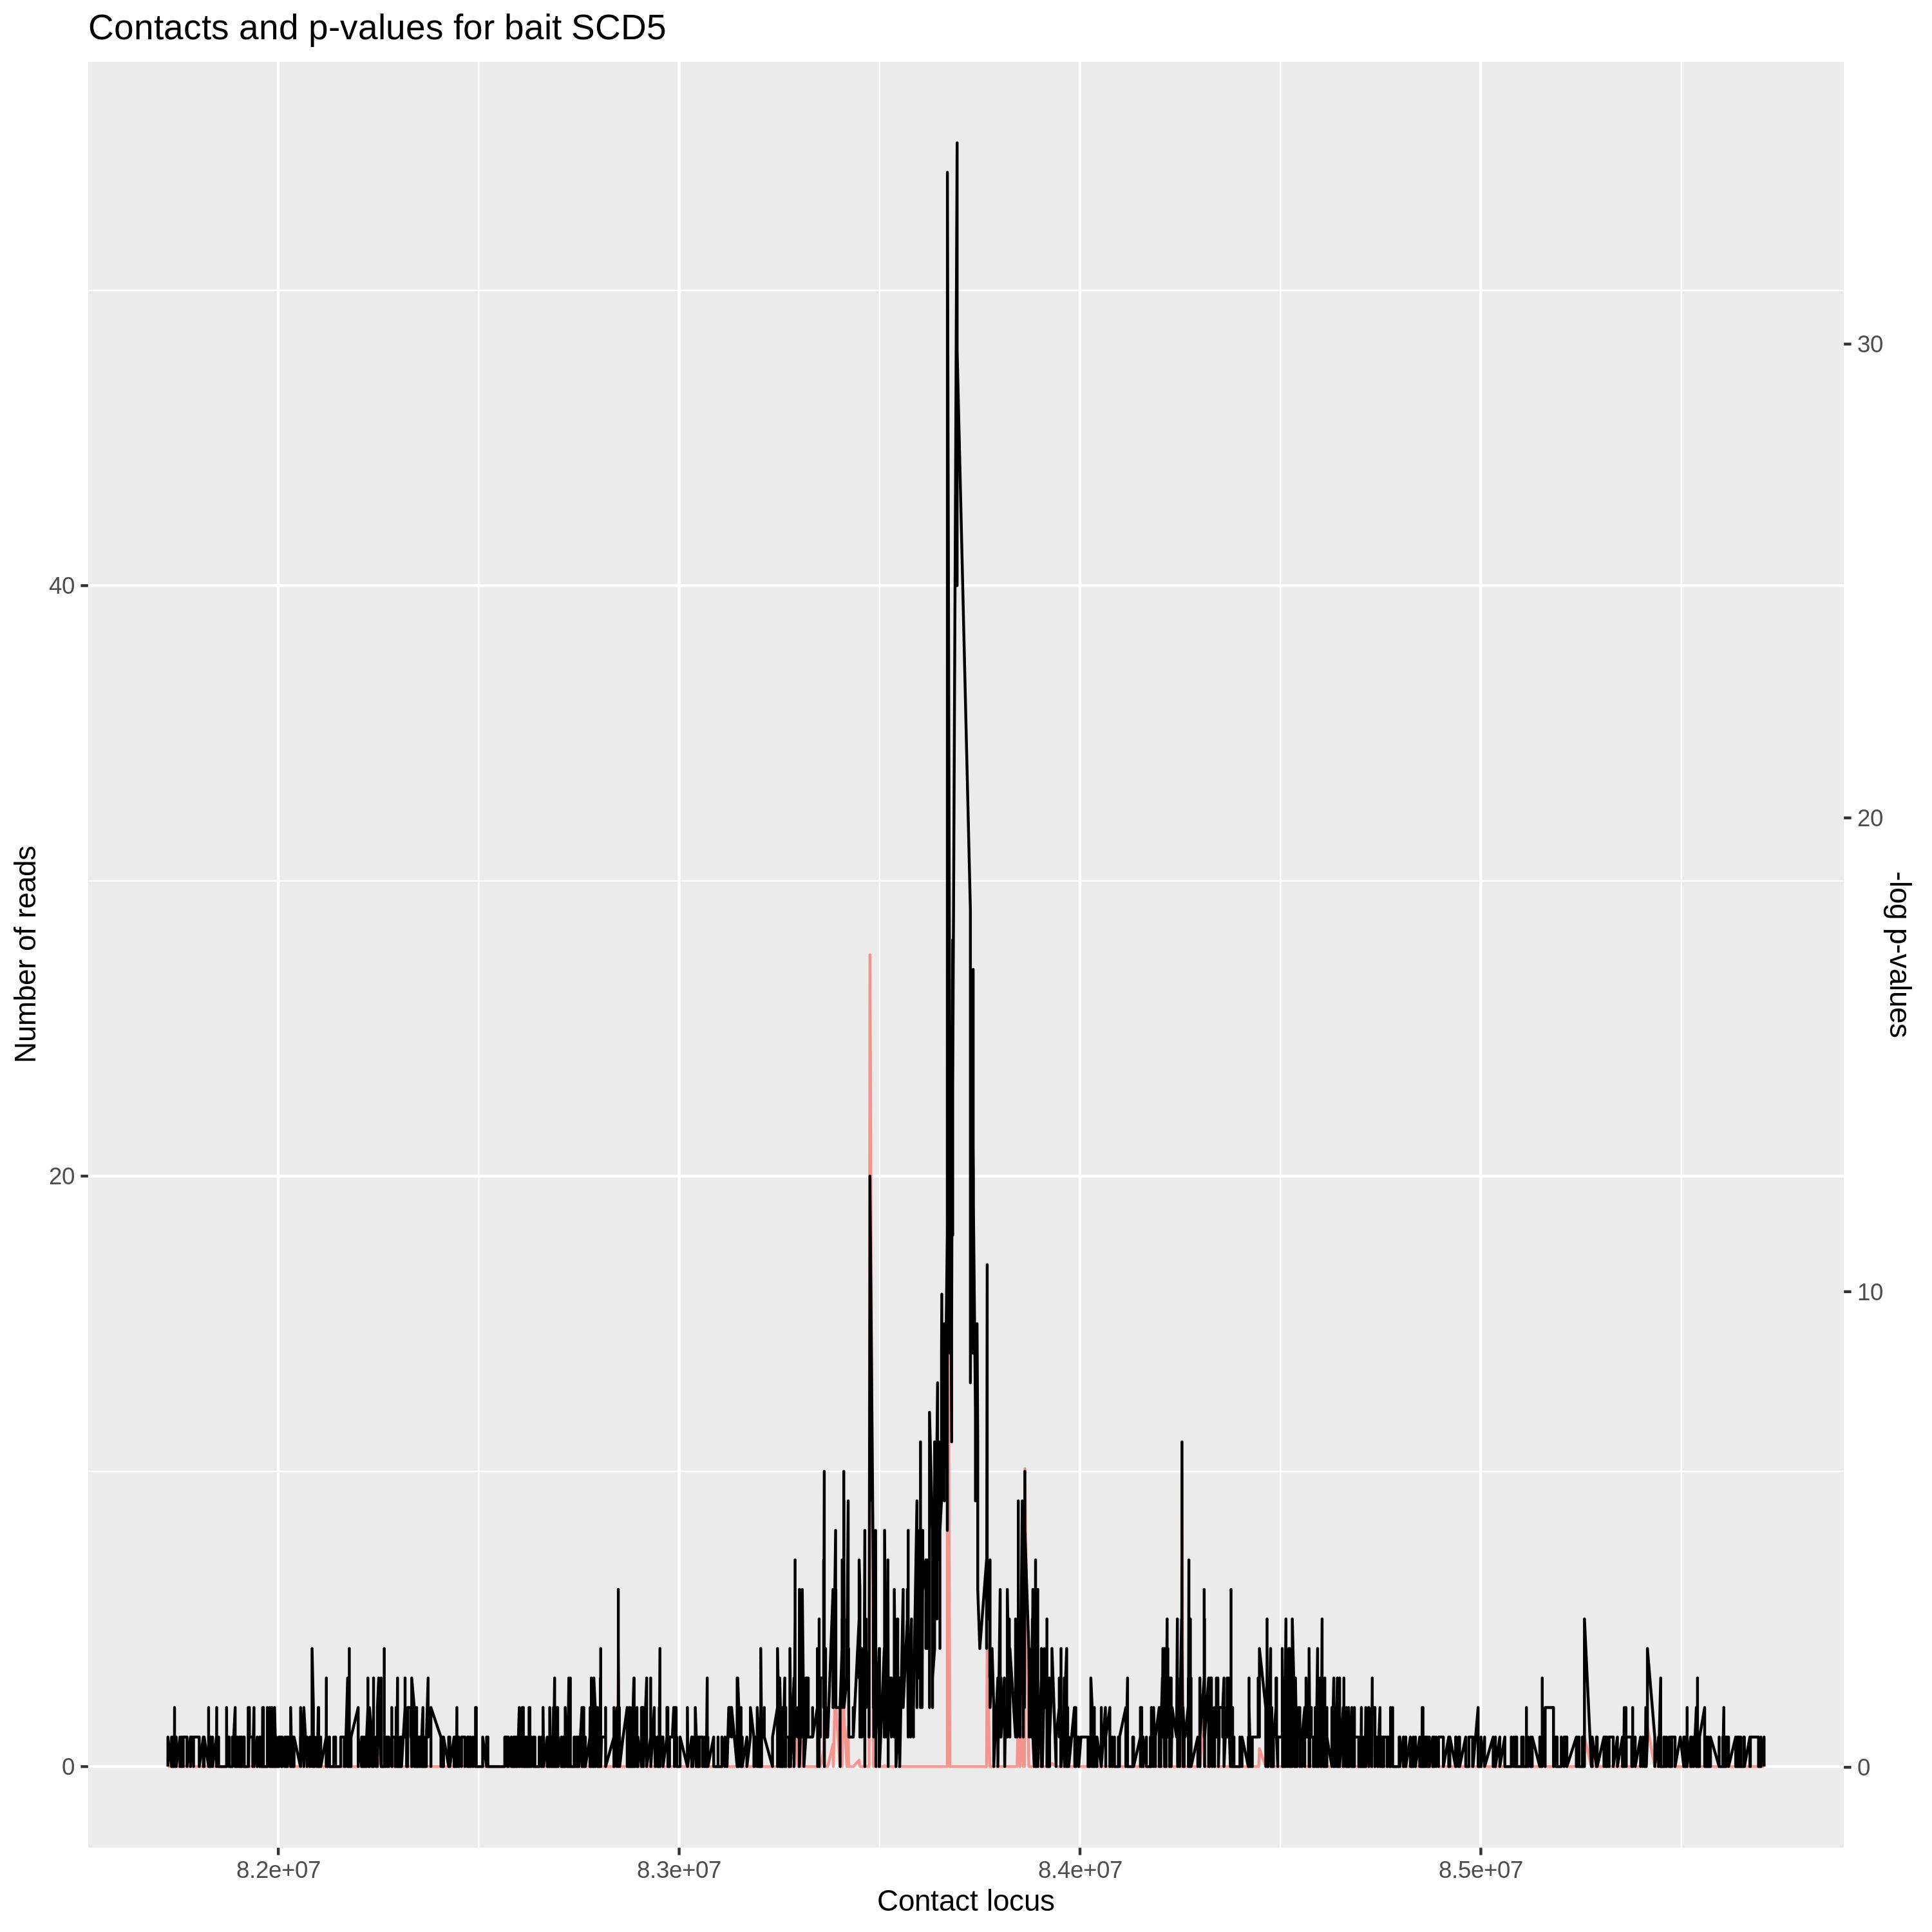 Contacts and p-values for bait SCD5
40
20
0
Number of reads
30
20
10
0
-log p-values
8.2e+07
8.3e+07
8.4e+07
8.5e+07
Contact locus